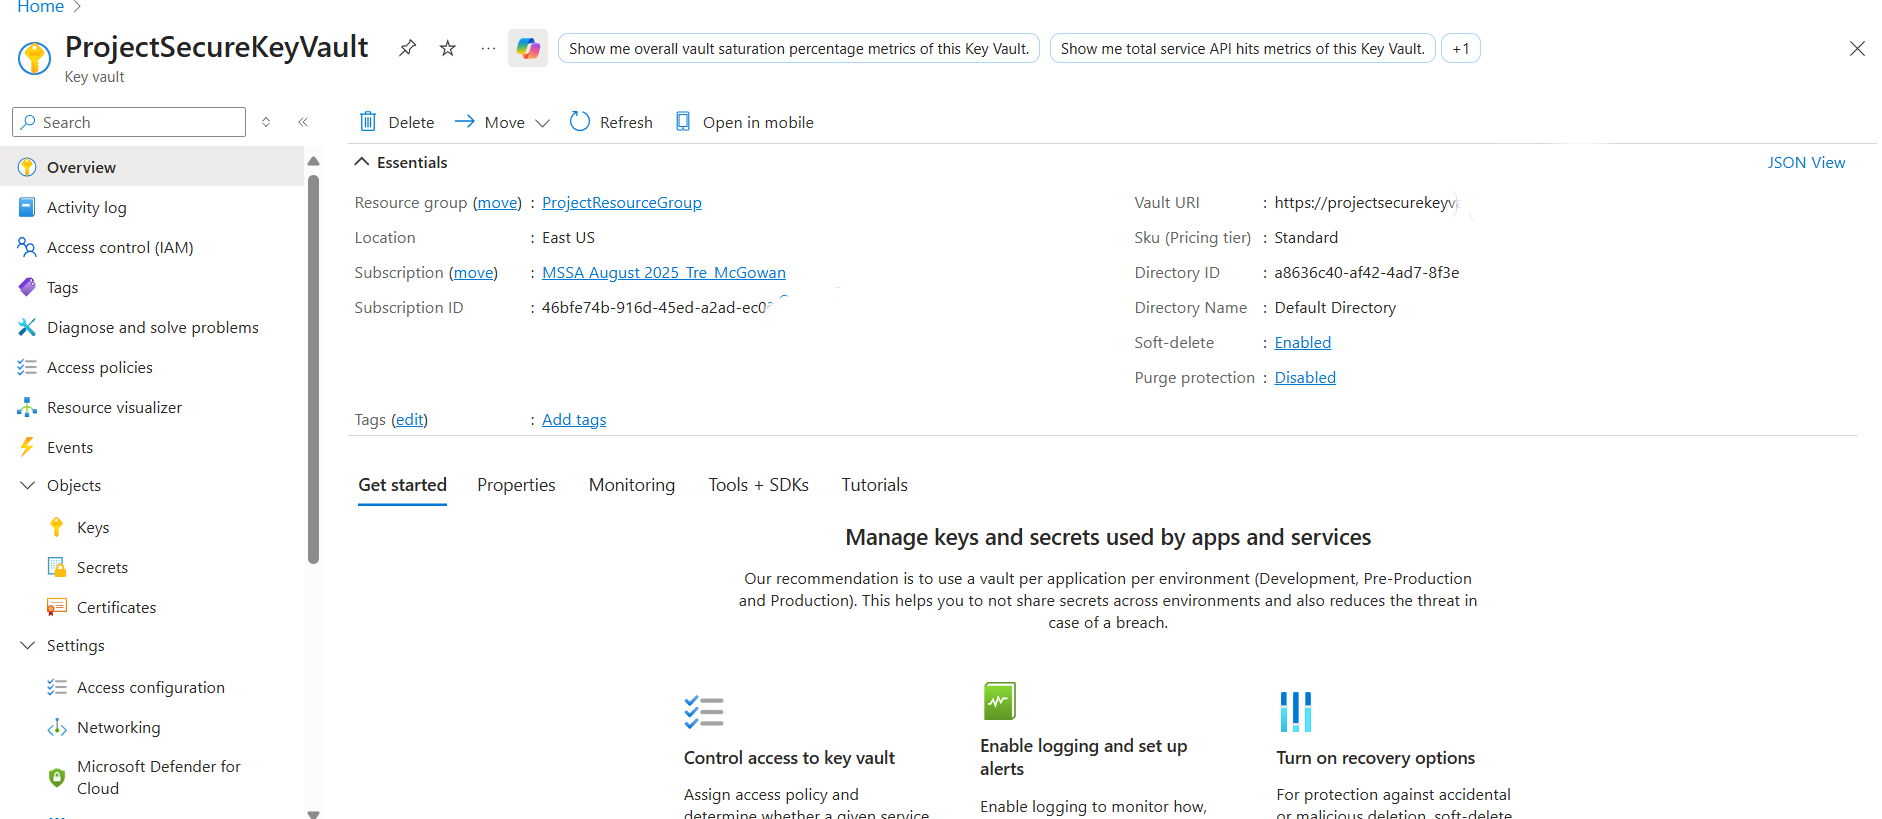 Home
ProjectSecureKeyVault
Key vault
Show me overall vault saturation percentage metrics of this Key Vault.
Show me total service API hits metrics of this Key Vault.
+1
Search
Delete
Move
Refresh
Open in mobile
Overview
Activity log
Access control (IAM)
Tags
Diagnose and solve problems
Access policies
Resource visualizer
Events
Objects
Keys
Secrets
Certificates
Settings
Access configuration
Networking
Microsoft Defender for
Cloud
Essentials
JSON View
Resource group (move) : ProjectResourceGroup
Location : East US
Subscription (move) : MSSA August 2025_Tre_McGowan
Subscription ID : 46bfe74b-916d-45ed-a2ad-ec0
Vault URI : https://projectsecurekeyv
Sku (Pricing tier) : Standard
Directory ID : a8636c40-af42-4ad7-8f3e
Directory Name : Default Directory
Soft-delete : Enabled
Purge protection : Disabled
Tags (edit) : Add tags
Get started
Properties
Monitoring
Tools + SDKs
Tutorials
Manage keys and secrets used by apps and services
Our recommendation is to use a vault per application per environment (Development, Pre-Production
and Production). This helps you to not share secrets across environments and also reduces the threat in
case of a breach.
Control access to key vault
Assign access policy and
determine whether a given service
Enable logging and set up
alerts
Enable logging to monitor how,
Turn on recovery options
For protection against accidental
or malicious deletion, soft-delete